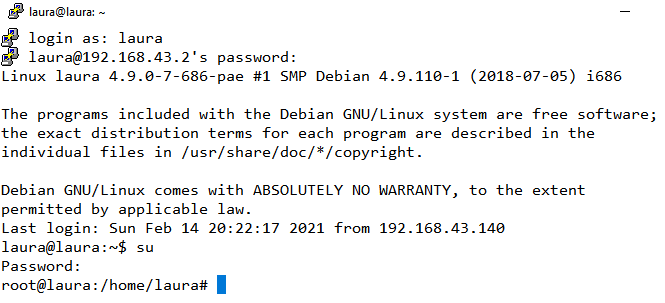 laura@laura: ~
login as: laura
laura@192.168.43.2's password:
Linux laura 4.9.0-7-686-pae #1 SMP Debian 4.9.110-1 (2018-07-05) i686
The programs included with the Debian GNU/Linux system are free software;
the exact distribution terms for each program are described in the
individual files in /usr/share/doc/*/copyright.
Debian GNU/Linux comes with ABSOLUTELY NO WARRANTY, to the extent
permitted by applicable law.
Last login: Sun Feb 14 20:22:17 2021 from 192.168.43.140
laura@laura:~$ su
Password:
root@laura:/home/laura#